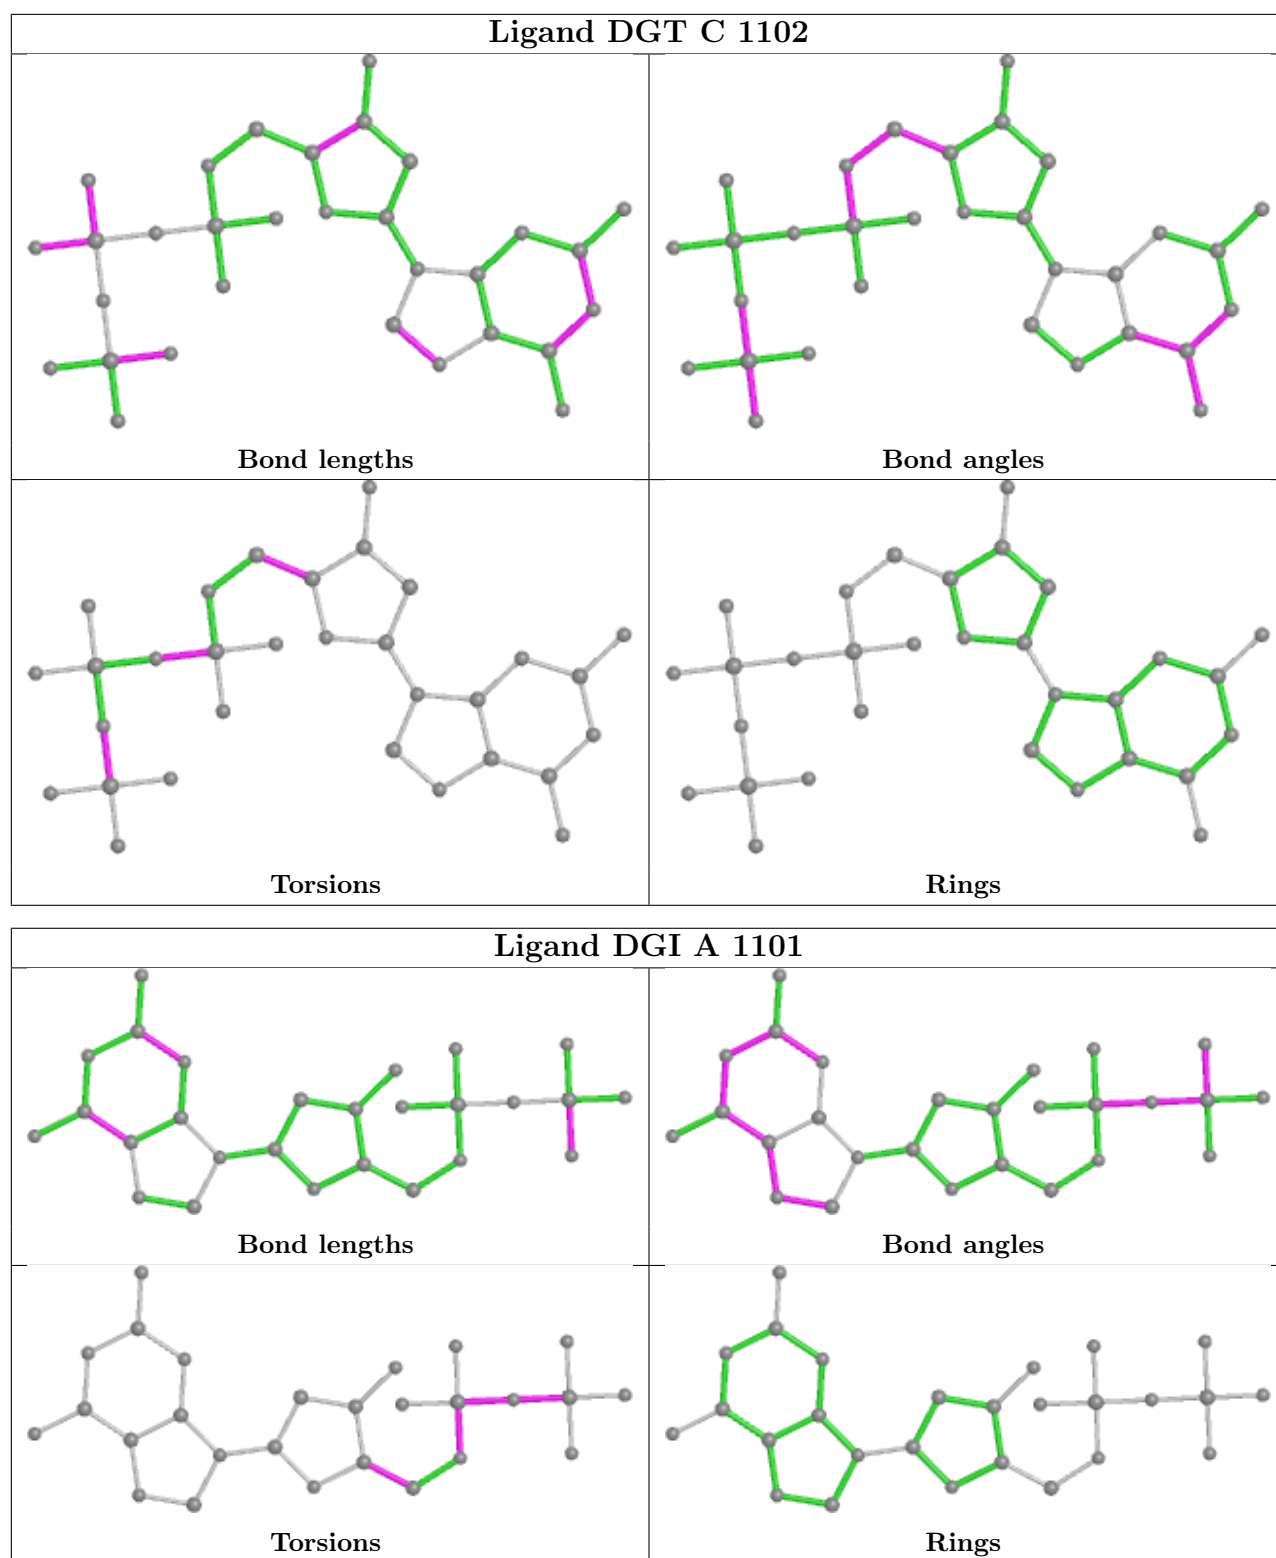 Ligand DGT C 1102
Bond lengths
Bond angles
Torsions
Rings
Ligand DGI A 1101
Bond lengths
Bond angles
Torsions
Rings